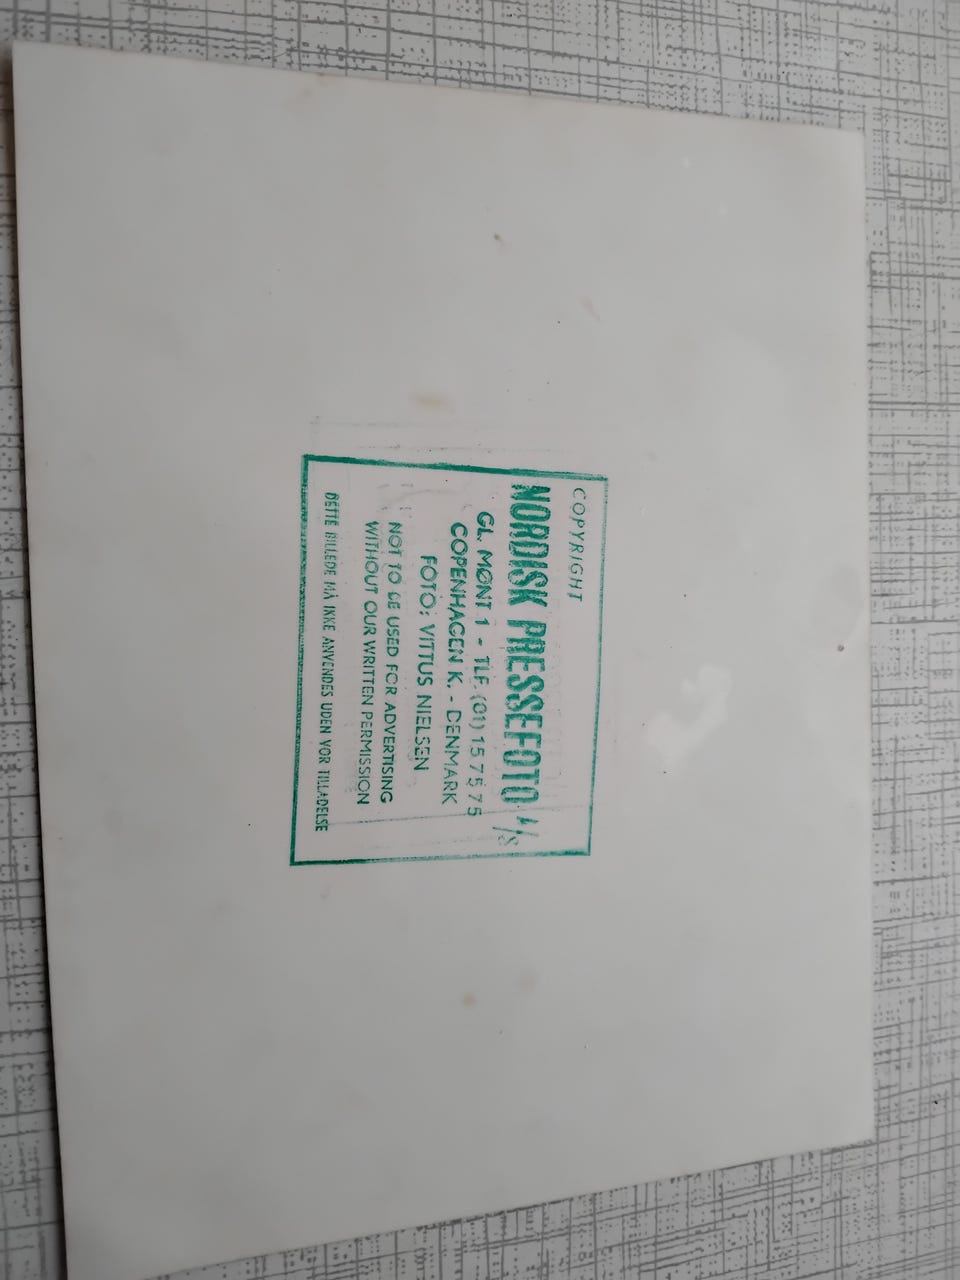 COPYRIGHT
NORDISK PRESSEFOTO A/S
GL. MØNT 1 - TLF. (01) 15 75 75
COPENHAGEN K. - DENMARK
FOTO: VITTUS NIELSEN
NOT TO BE USED FOR ADVERTISING
WITHOUT OUR WRITTEN PERMISSION
DETTE BILLEDE MÅ IKKE ANVENDES UDEN VOR TILLADELSE